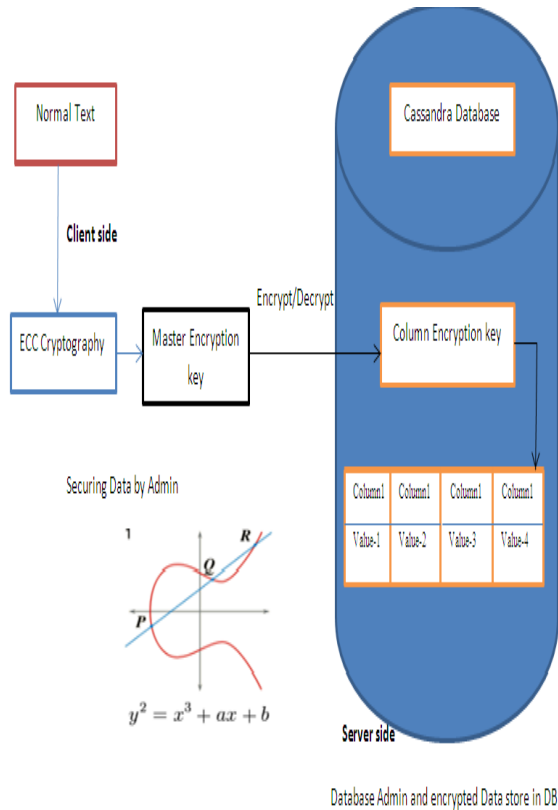 Normal Text
Cassandra Database
Client side
Encrypt/Decrypt
ECC Cryptography
Master Encryption
key
Column Encryption key
Securing Data by Admin
Column1 Column1 Column1 Column1
Value-1 Value-2 Value-3 Value-4
1
R
Q
P
y² = x³ + ax + b
Server side
Database Admin and encrypted Data store in DB